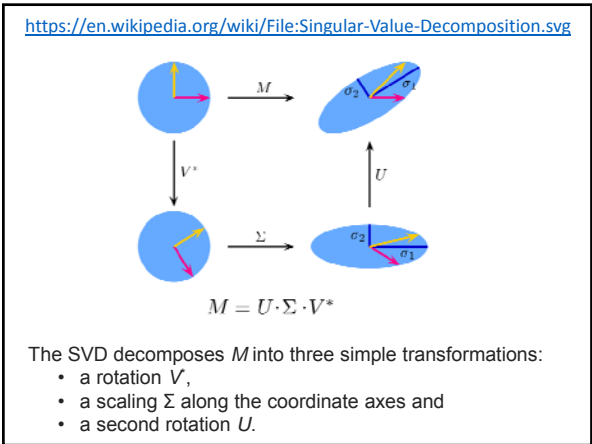 https://en.wikipedia.org/wiki/File:Singular-Value-Decomposition.svg
M
σ₂ σ₁
V*
U
Σ
σ₂
σ₁
M = U·Σ·V*
The SVD decomposes M into three simple transformations:
• a rotation V*,
• a scaling Σ along the coordinate axes and
• a second rotation U.